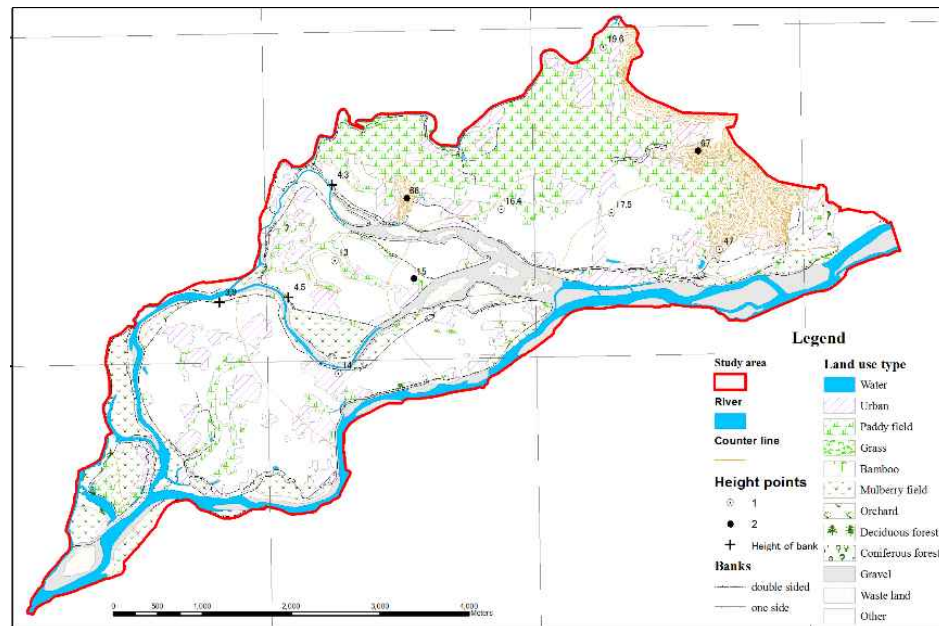 19.6
67
4.3
66
16.4
17.5
47
13
15
3.9
4.5
14
Legend
Study area
River
Counter line
Height points
1
2
Height of bank
Banks
double sided
one side
Land use type
Water
Urban
Paddy field
Grass
Bamboo
Mulberry field
Orchard
Deciduous forest
Coniferous forest
Gravel
Waste land
Other
0 500 1,000 2,000 3,000 4,000
Meters